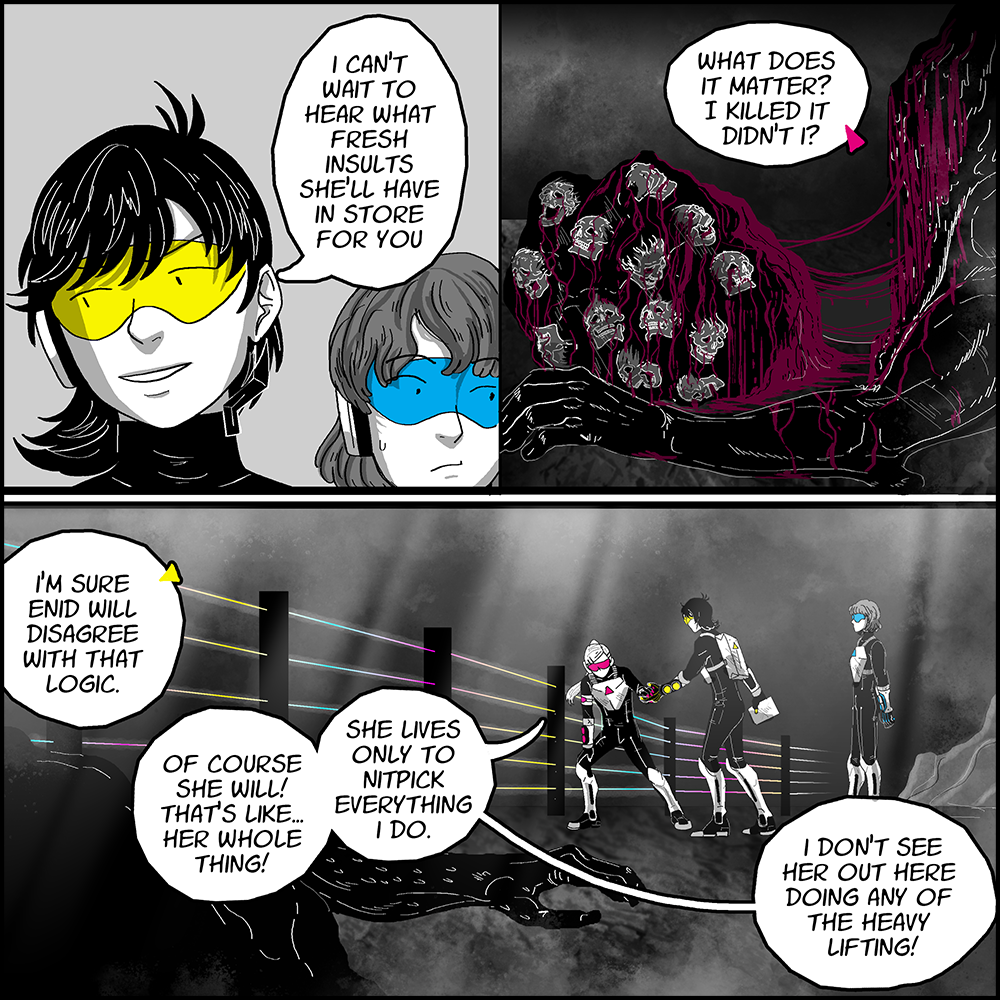 I CAN'T
WAIT TO
HEAR WHAT
FRESH
INSULTS
SHE'LL HAVE
IN STORE
FOR YOU
WHAT DOES
IT MATTER?
I KILLED IT
DIDN'T I?
I'M SURE
ENID WILL
DISAGREE
WITH THAT
LOGIC.
OF COURSE
SHE WILL!
THAT'S LIKE...
HER WHOLE
THING!
SHE LIVES
ONLY TO
NITPICK
EVERYTHING
I DO.
I DON'T SEE
HER OUT HERE
DOING ANY OF
THE HEAVY
LIFTING!